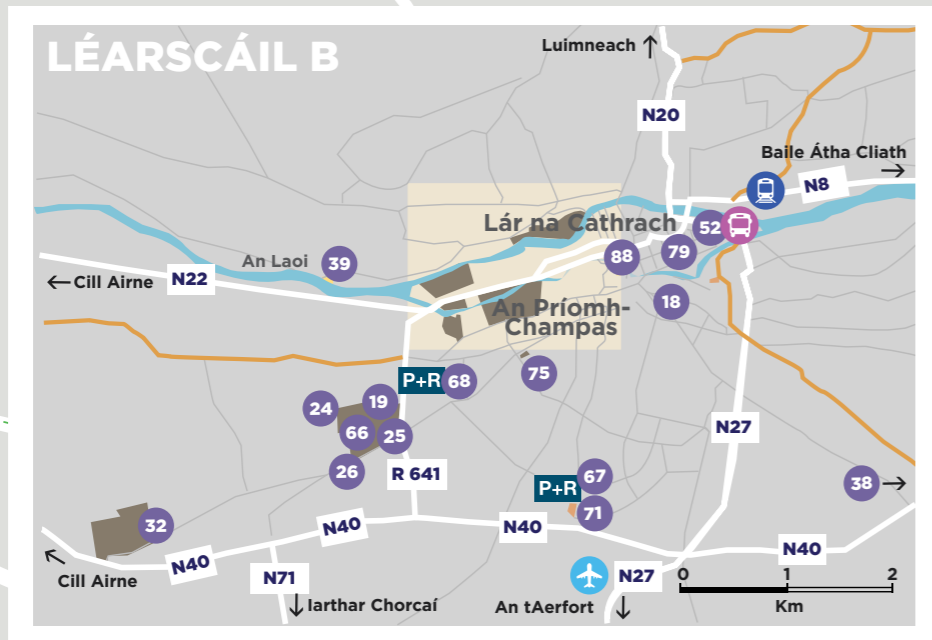 LÉARSCÁIL B
Luimneach
N20
Baile Átha Cliath
N8
Lár na Cathrach
52
79
88
An Laoi
39
Cill Airne
N22
18
An Príomh-
Champas
75
P+R
68
24
19
66
25
26
R 641
N27
38
P+R
67
71
32
N40
N40
N40
N40
Cill Airne
N71
Iarthar Chorcaí
An tAerfort
N27
0
1
2
Km